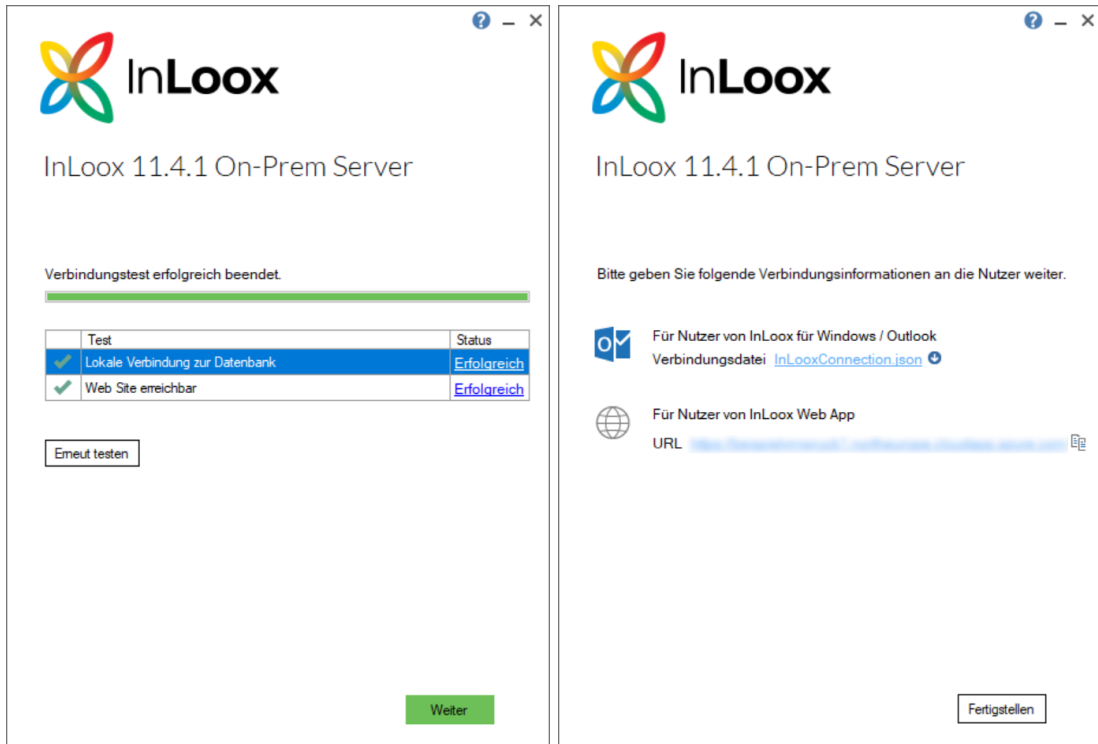 InLoox
InLoox 11.4.1 On-Prem Server
Verbindungstest erfolgreich beendet.
Test Status
Lokale Verbindung zur Datenbank Erfolgreich
Web Site erreichbar Erfolgreich
Erneut testen
Weiter
InLoox
InLoox 11.4.1 On-Prem Server
Bitte geben Sie folgende Verbindungsinformationen an die Nutzer weiter.
Für Nutzer von InLoox für Windows / Outlook
Verbindungsdatei InLooxConnection.json
Für Nutzer von InLoox Web App
URL
Fertigstellen